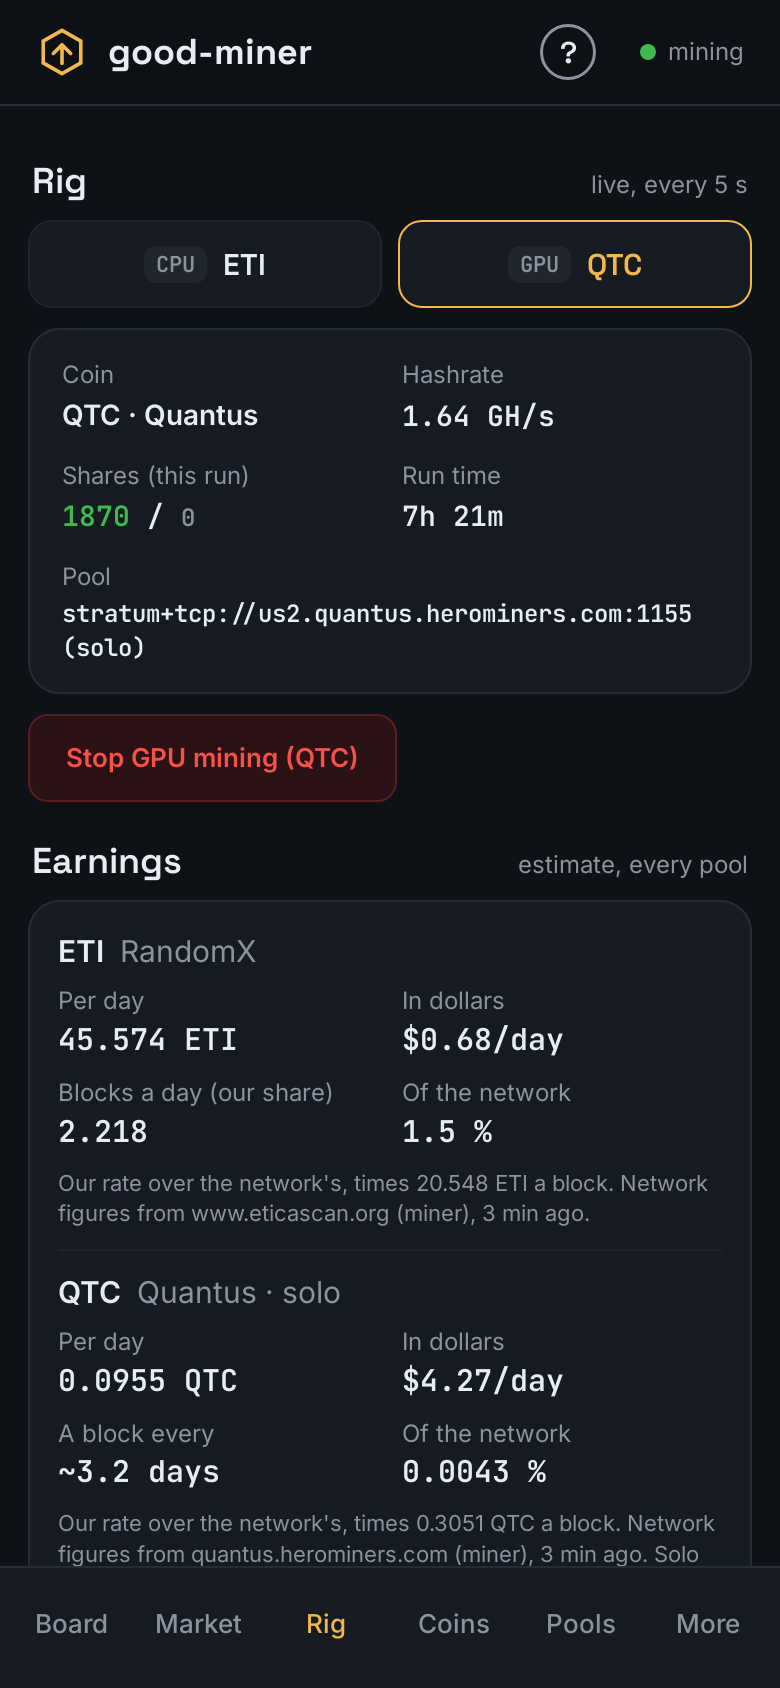 good-miner
?
mining
Rig
live, every 5 s
CPU ETI
GPU QTC
Coin
Hashrate
QTC · Quantus
1.64 GH/s
Shares (this run)
Run time
1870 / 0
7h 21m
Pool
stratum+tcp://us2.quantus.herominers.com:1155
(solo)
Stop GPU mining (QTC)
Earnings
estimate, every pool
ETI RandomX
Per day
In dollars
45.574 ETI
$0.68/day
Blocks a day (our share)
Of the network
2.218
1.5 %
Our rate over the network's, times 20.548 ETI a block. Network
figures from www.eticascan.org (miner), 3 min ago.
QTC Quantus · solo
Per day
In dollars
0.0955 QTC
$4.27/day
A block every
Of the network
~3.2 days
0.0043 %
Our rate over the network's, times 0.3051 QTC a block. Network
figures from quantus.herominers.com (miner), 3 min ago. Solo
Board
Market
Rig
Coins
Pools
More